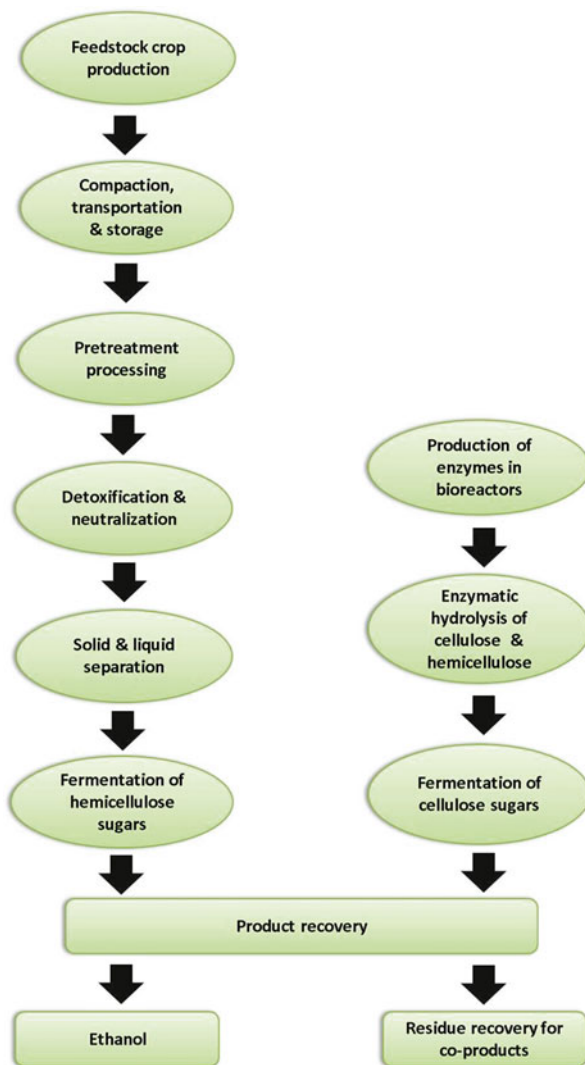 Feedstock crop
production
Compaction,
transportation
& storage
Pretreatment
processing
Detoxification &
neutralization
Solid & liquid
separation
Fermentation of
hemicellulose
sugars
Production of
enzymes in
bioreactors
Enzymatic
hydrolysis of
cellulose & 
hemicellulose
Fermentation of
cellulose sugars
Product recovery
Ethanol
Residue recovery for
co-products